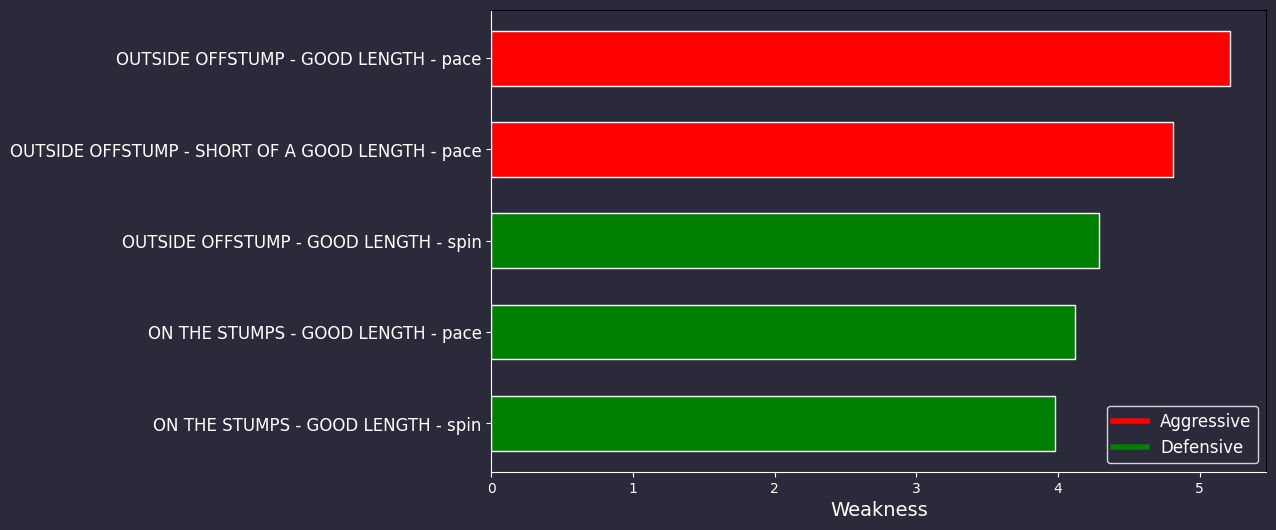 OUTSIDE OFFSTUMP - GOOD LENGTH - pace
OUTSIDE OFFSTUMP - SHORT OF A GOOD LENGTH - pace
OUTSIDE OFFSTUMP - GOOD LENGTH - spin
ON THE STUMPS - GOOD LENGTH - pace
ON THE STUMPS - GOOD LENGTH - spin
Aggressive
Defensive
0 1 2 3 4 5
Weakness